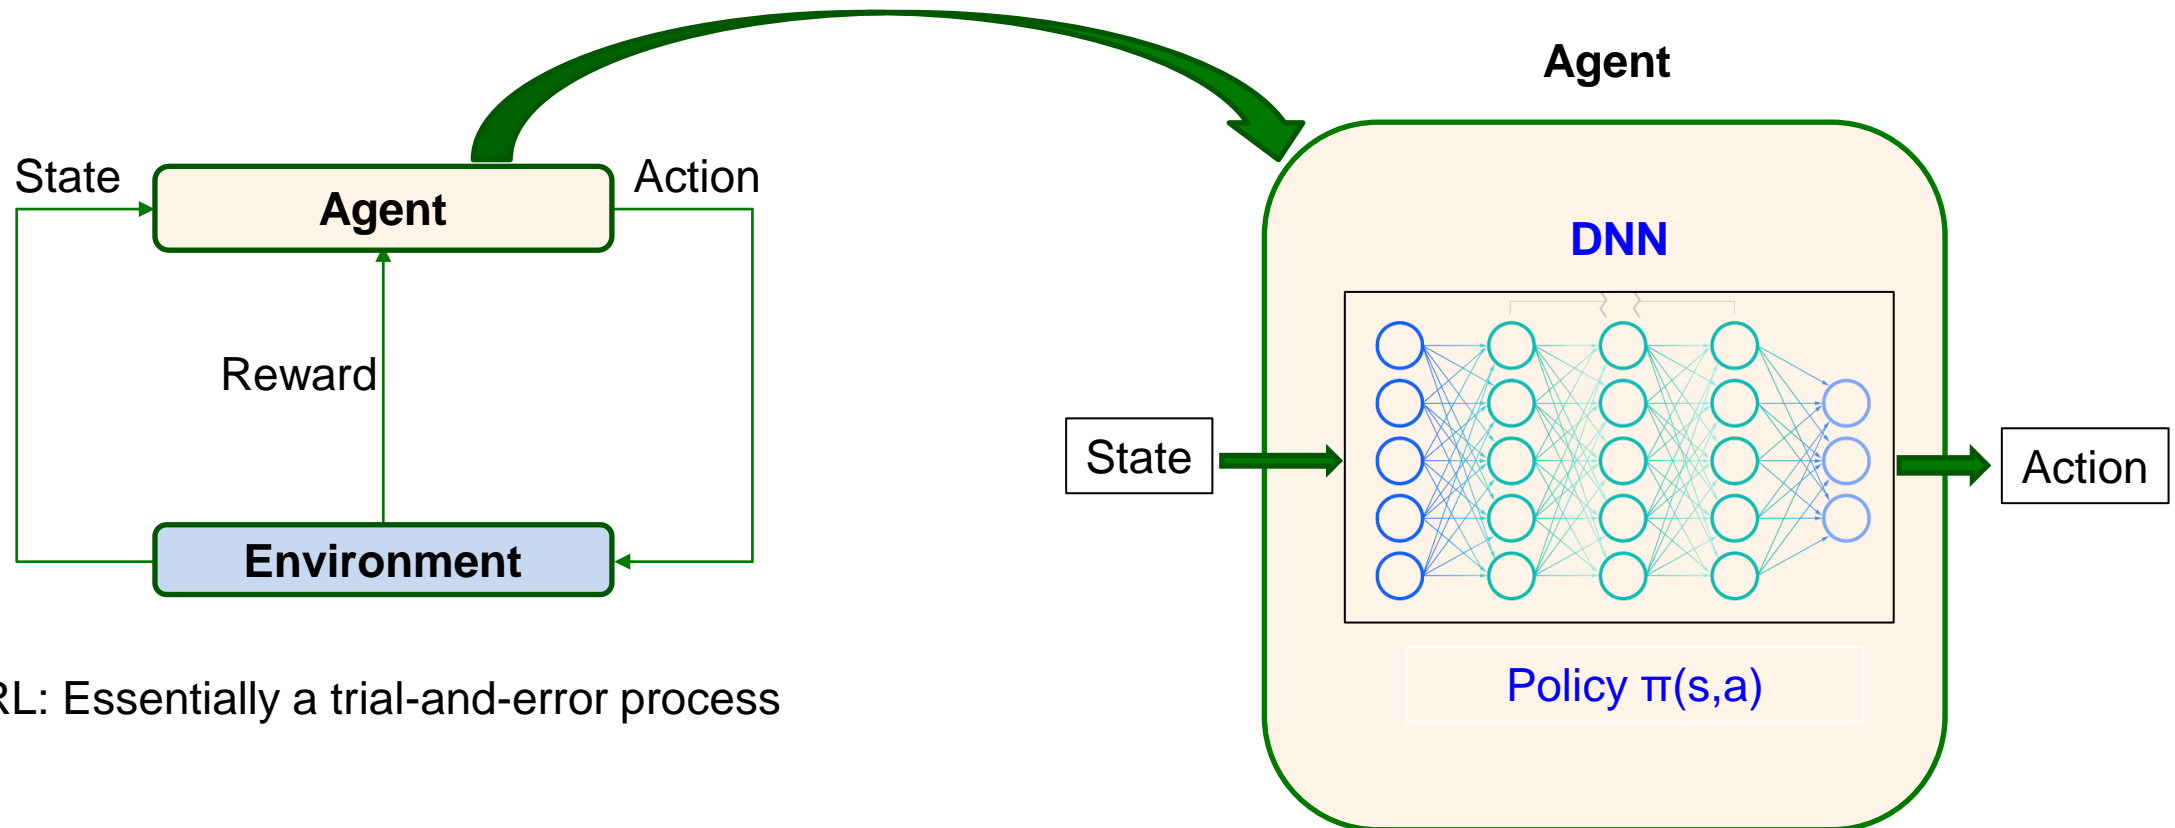 Agent
State
Agent
Action
Reward
Environment
RL: Essentially a trial-and-error process
DNN
State
Action
Policy π(s,a)